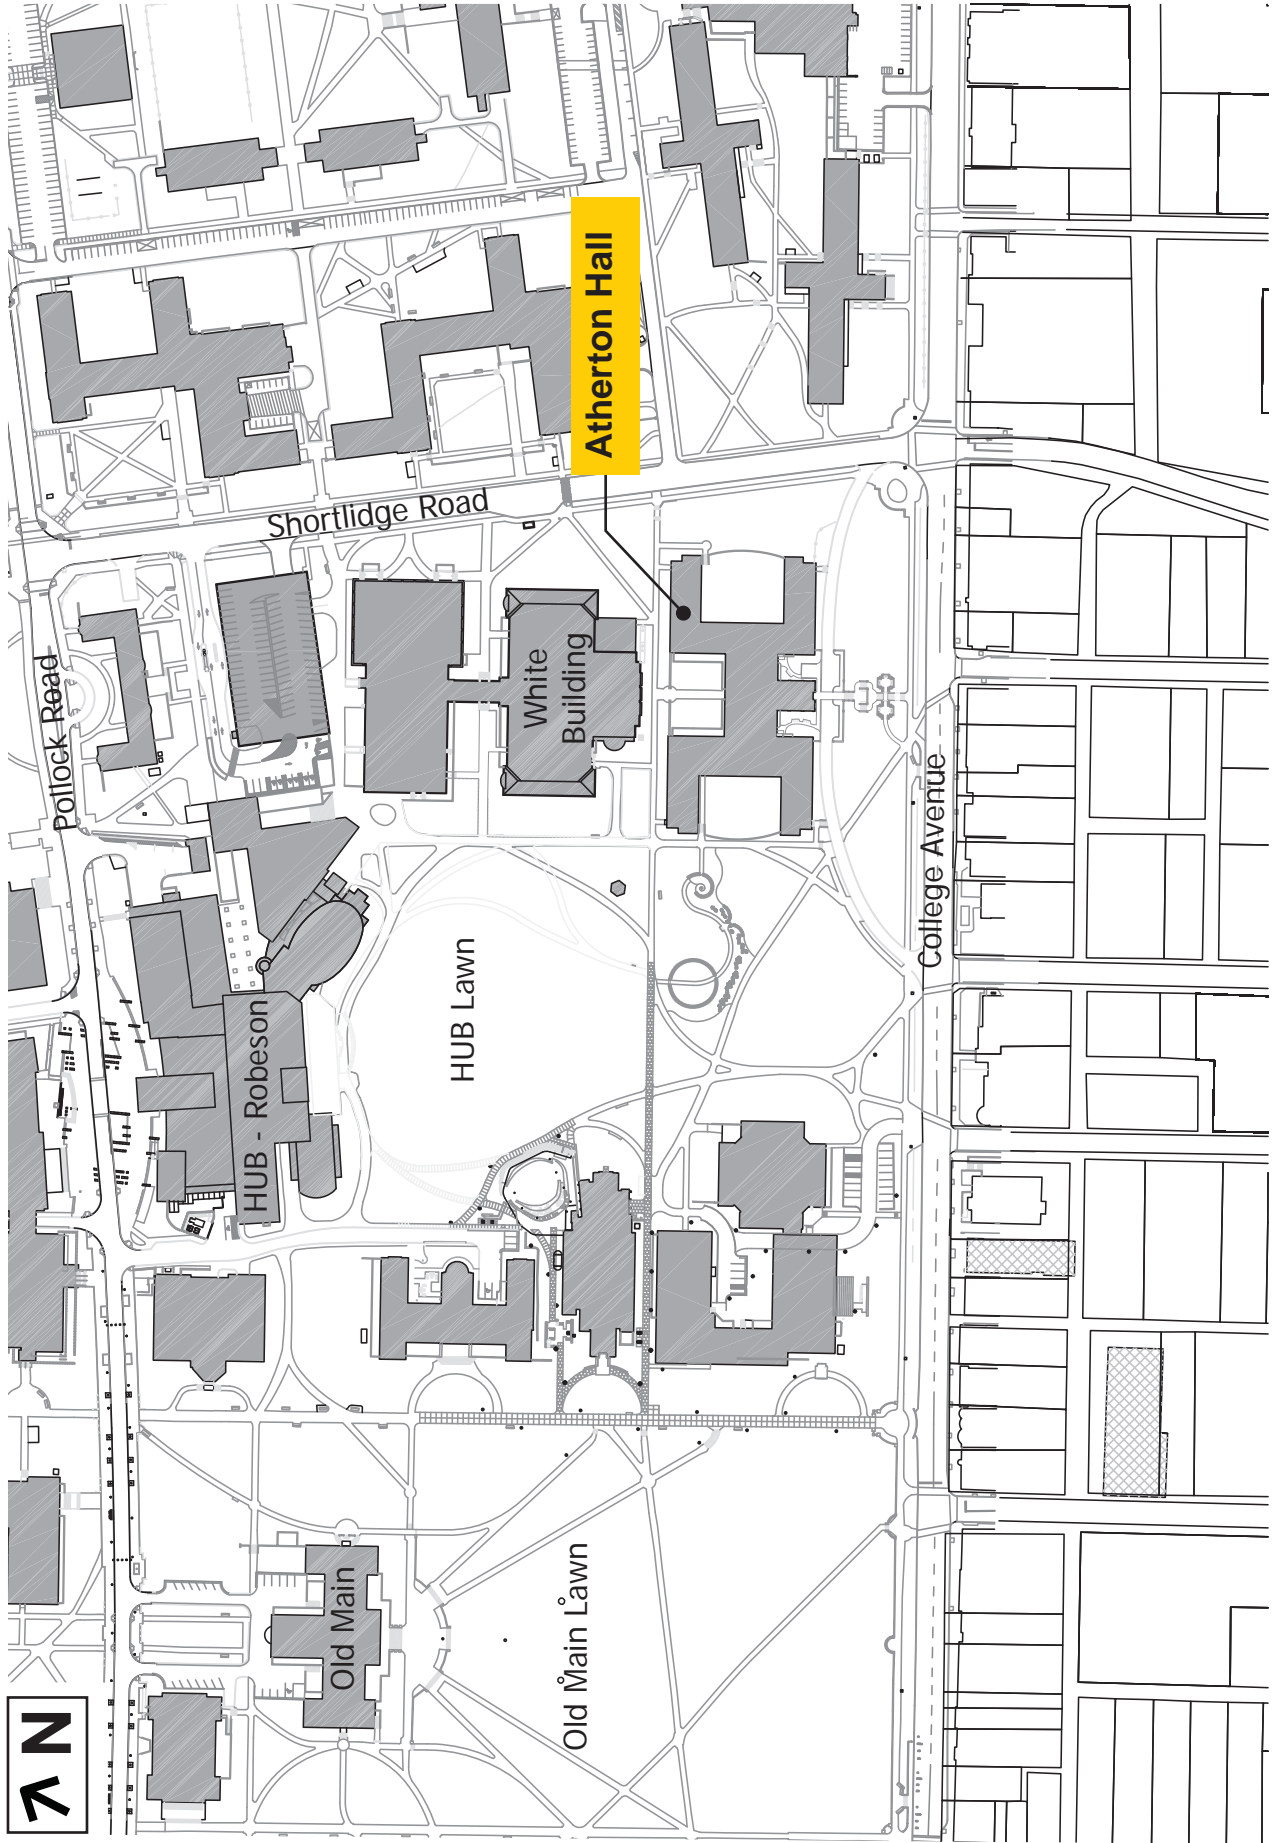 Pollock Road
Shortlidge Road
Atherton Hall
White
Building
HUB - Robeson
HUB Lawn
College Avenue
Old Main
Old Main Lawn
N